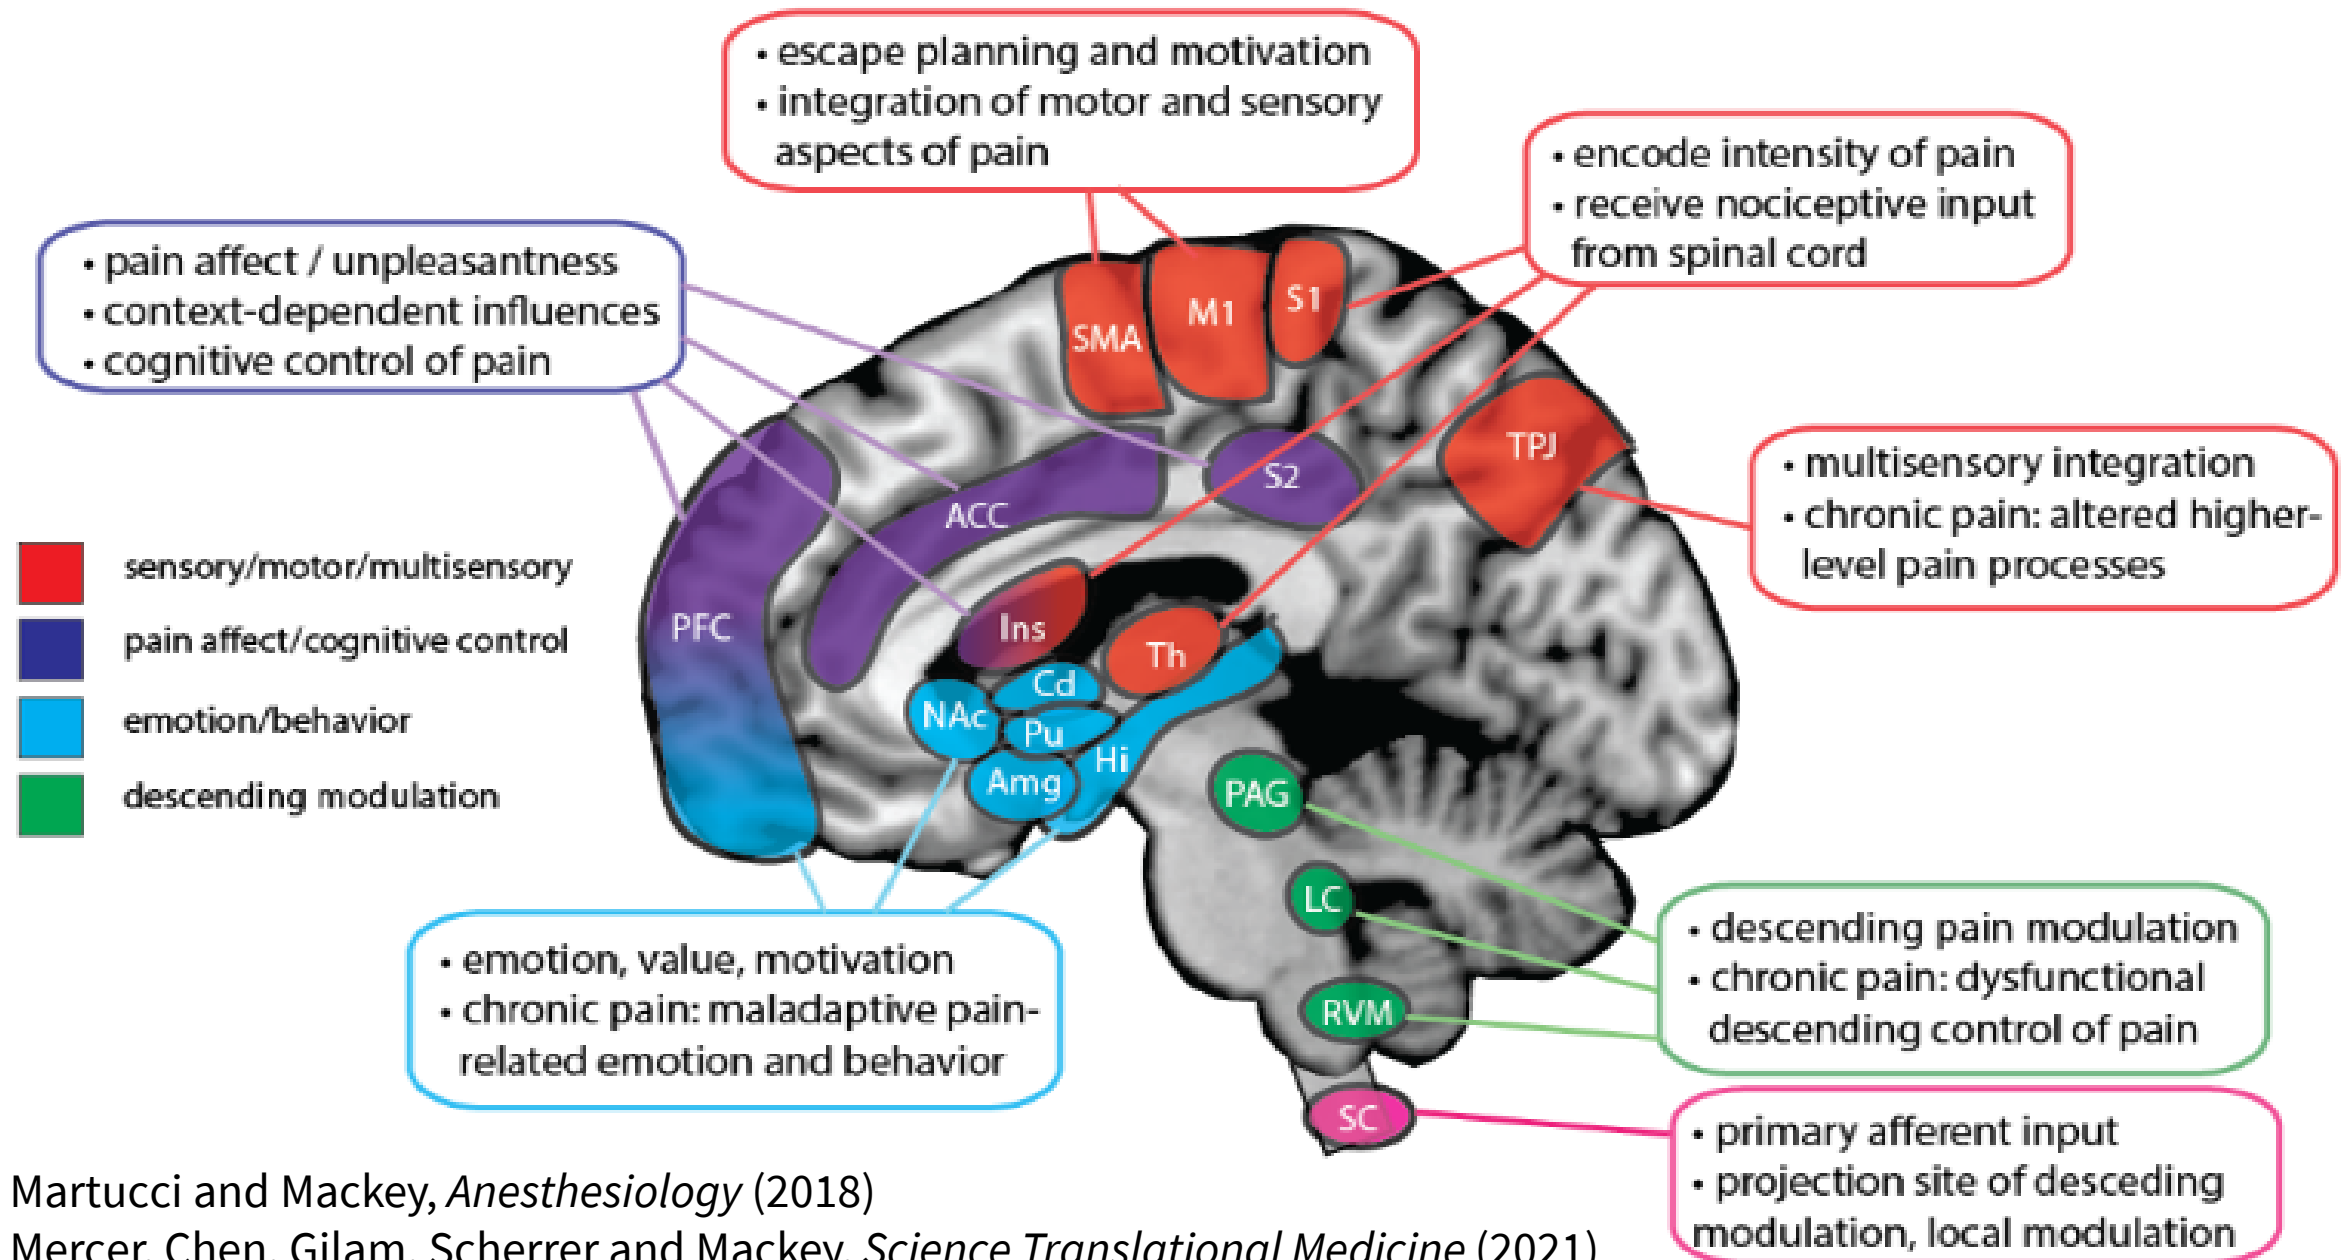 • escape planning and motivation
• integration of motor and sensory
aspects of pain
• encode intensity of pain
• receive nociceptive input
from spinal cord
• pain affect / unpleasantness
• context-dependent influences
• cognitive control of pain
SMA
M1
S1
TPJ
S2
ACC
PFC
Ins
Th
Cd
NAc
Pu
Hi
Amg
PAG
LC
RVM
SC
• multisensory integration
• chronic pain: altered higher-
level pain processes
sensory/motor/multisensory
pain affect/cognitive control
emotion/behavior
descending modulation
• emotion, value, motivation
• chronic pain: maladaptive pain-
related emotion and behavior
• descending pain modulation
• chronic pain: dysfunctional
descending control of pain
• primary afferent input
• projection site of desceding
modulation, local modulation
Martucci and Mackey, Anesthesiology (2018)
Mercer, Chen, Gilam, Scherrer and Mackey, Science Translational Medicine (2021)